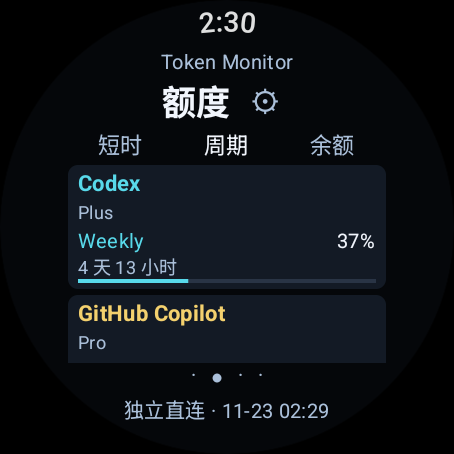 2:30
Token Monitor
额度
短时 周期 余额
Codex
Plus
Weekly 37%
4 天 13 小时
GitHub Copilot
Pro
独立直连 · 11-23 02:29